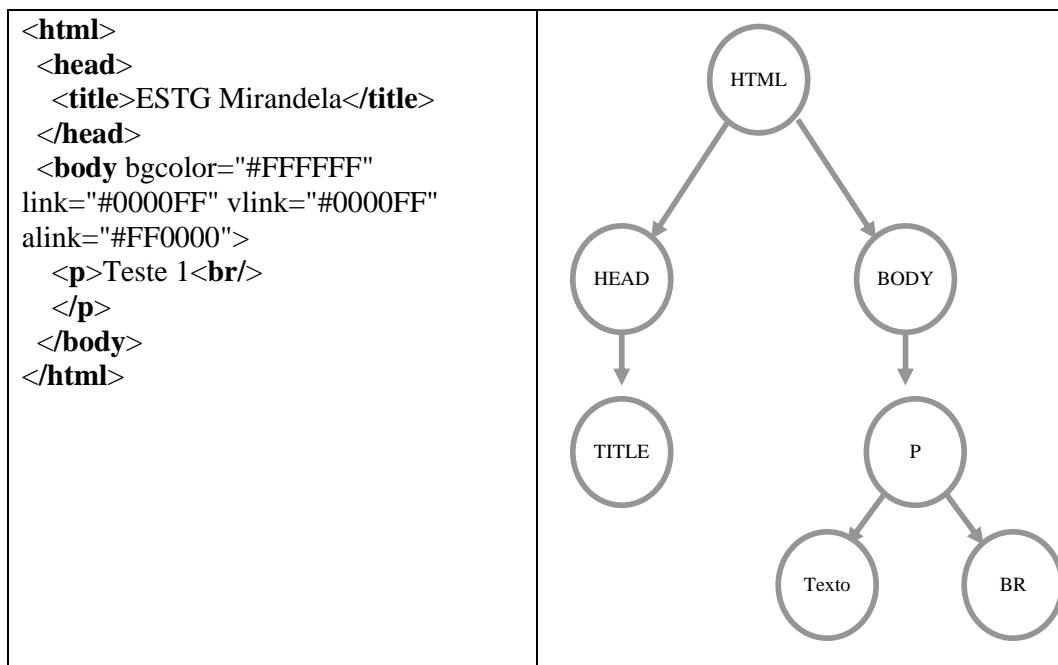 <html>
<head>
<title>ESTG Mirandela</title>
</head>
<body bgcolor="#FFFFFF"
link="#0000FF" vlink="#0000FF"
alink="#FF0000">
<p>Teste 1<br/>
</p>
</body>
</html>
HTML
HEAD
BODY
TITLE
P
Texto
BR